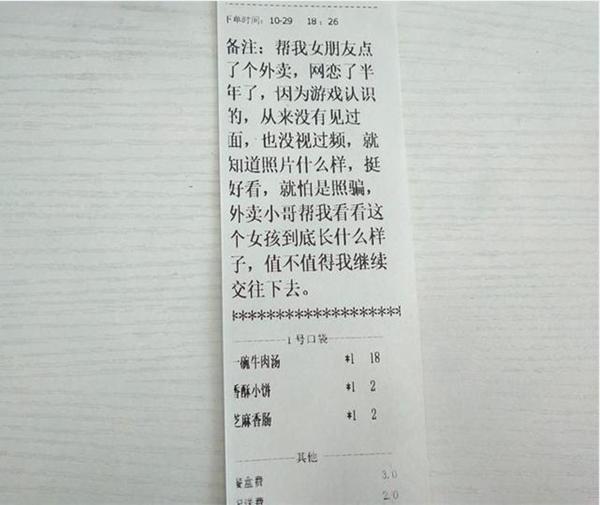 下单时间： 10-29 18：26
备注：帮我女朋友点
了个外卖，网恋了半
年了，因为游戏认识
的，从来没有见过
面，也没视过频，就
知道照片什么样，挺
好看，就怕是照骗，
外卖小哥帮我看看这
个女孩到底长什么样
子，值不值得我继续
交往下去。
********************
1号口袋
一碗牛肉汤 *1 18
香酥小饼 *1 2
芝麻香肠 *1 2
其他
餐盒费 3.0
配送费 2.0